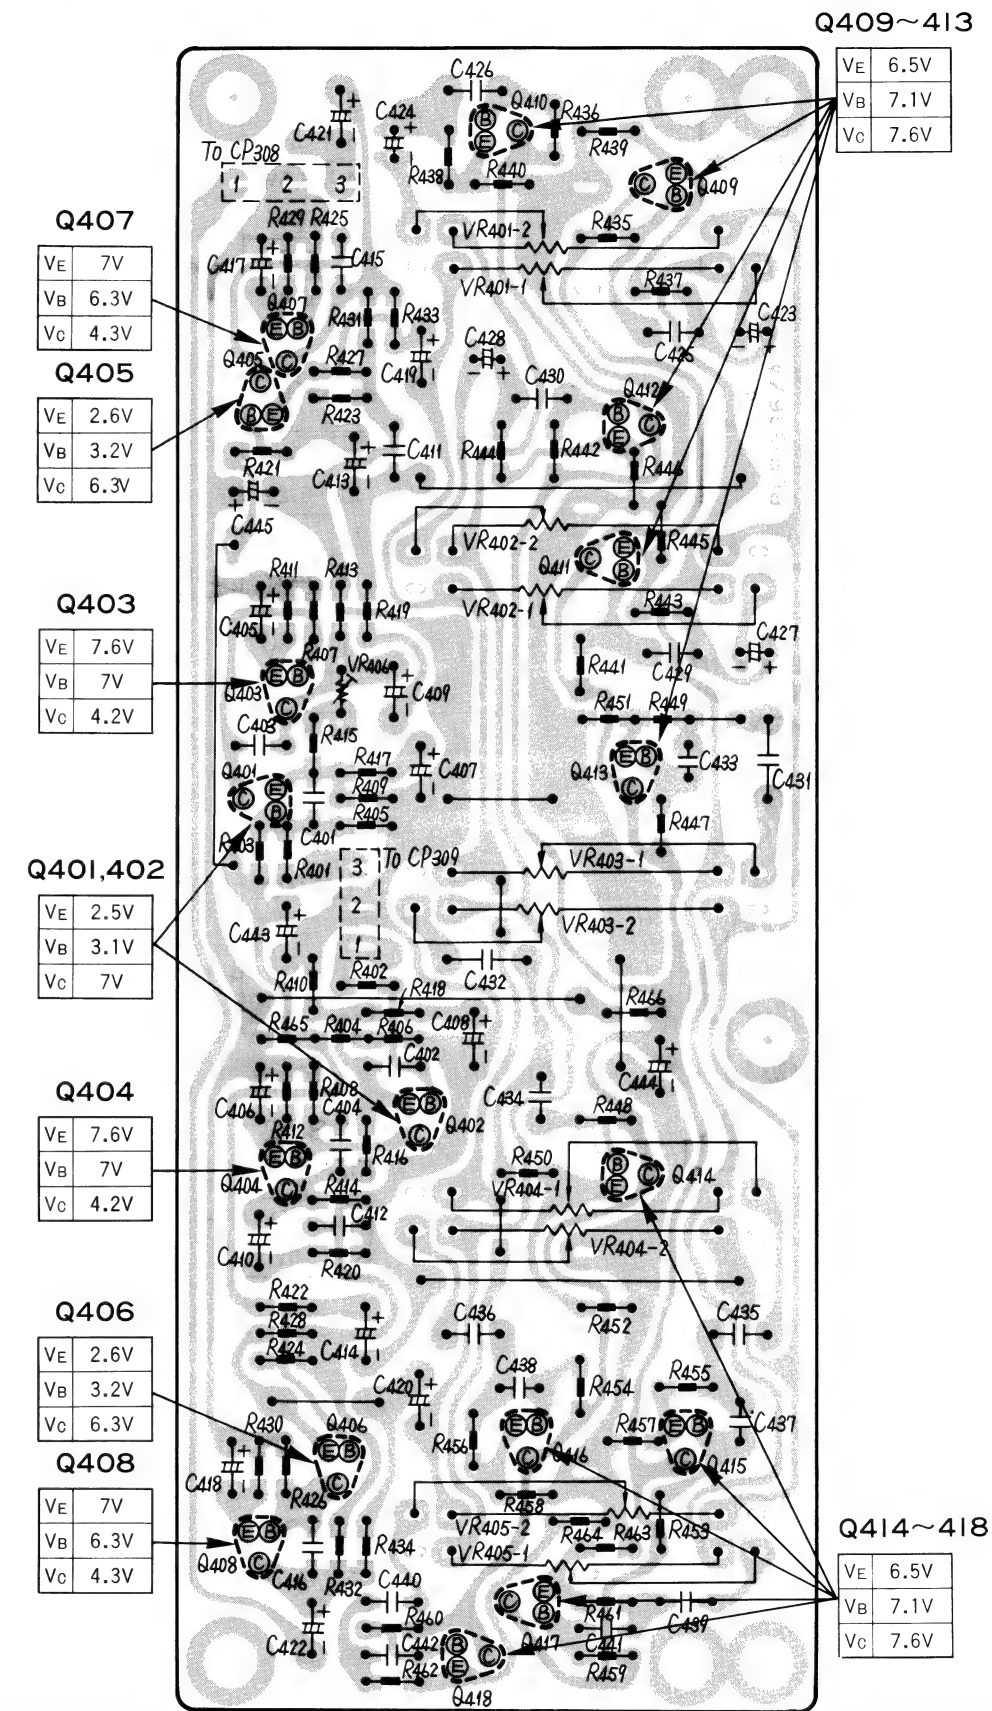 Q409~413
VE 6.5V
VB 7.1V
VC 7.6V
C426
C424
C421
Q410
R436
B
E
C
R439
To CP308
1 2 3
R438
R440
E
C
B
Q409
R429 R425
VR401-2
R435
Q407
VE 7V
VB 6.3V
VC 4.3V
C417
C415
VR401-1
R437
Q407
R431
R433
E B
C
C423
Q405
C428
C425
R427
C419
Q405
VE 2.6V
VB 3.2V
VC 6.3V
C
B E
R423
C430
Q412
B
E
C
R421
C413
C411
R444
R442
R446
C445
VR402-2
R445
Q411
E
C
B
R411 R413
Q403
VE 7.6V
VB 7V
VC 4.2V
C405
R419
VR402-1
R443
R407
VR406
C427
Q403
E B
C
C409
R441
C429
C403
R415
R451 R449
Q401
E
C
B
R417
R409
R405
C407
Q413
E B
C
C433
C431
R403
R401
C401
R447
Q401,402
VE 2.5V
VB 3.1V
VC 7V
To CP309
3
2
1
VR403-1
C443
VR403-2
R410
R402
C432
R418
R466
R465
R404
R406
C408
C402
C444
Q404
VE 7.6V
VB 7V
VC 4.2V
C406
R408
C404
E B
C
Q402
C434
R448
R412
R416
E B
C
Q404
R414
R450
VR404-1
B
E
C
Q414
C412
C410
R420
VR404-2
R422
R428
R424
C414
C436
R452
C435
Q406
VE 2.6V
VB 3.2V
VC 6.3V
C438
C420
R454
R455
R430
Q406
E B
C
R456
E B
C
Q416
R457
E B
C
Q415
C437
Q408
VE 7V
VB 6.3V
VC 4.3V
C418
R426
R458
E B
C
Q408
VR405-2
R464 R463
R453
R434
VR405-1
Q414~418
VE 6.5V
VB 7.1V
VC 7.6V
C416
R432
C440
E
C
B
Q417
R461
C439
R460
C422
C442
C441
B
E
C
R462
R459
Q418